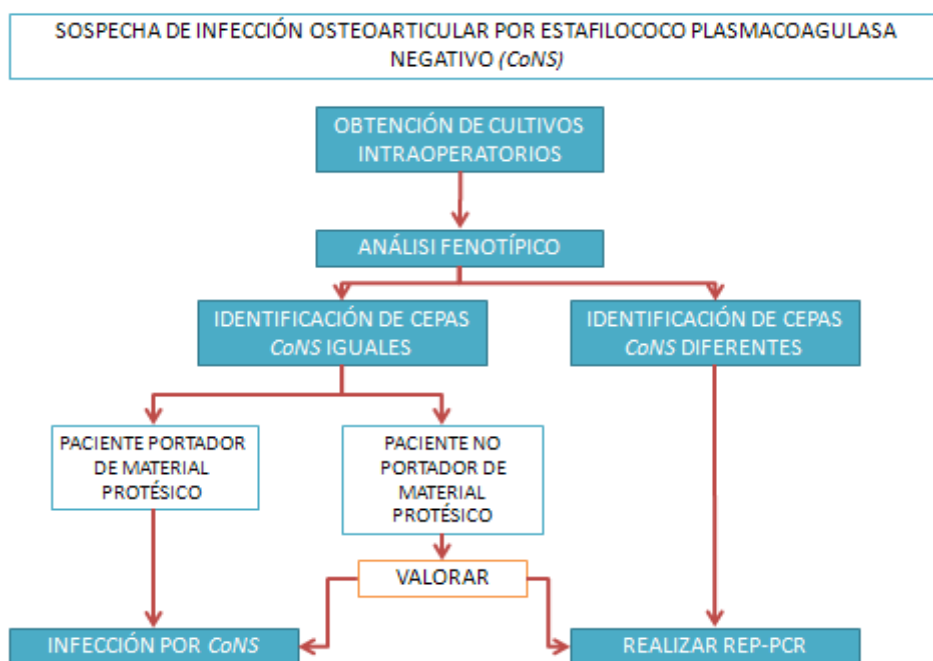 SOSPECHA DE INFECCIÓN OSTEOARTICULAR POR ESTAFILOCOCO PLASMACOAGULASA
NEGATIVO (CoNS)
OBTENCIÓN DE CULTIVOS
INTRAOPERATORIOS
ANÁLISI FENOTÍPICO
IDENTIFICACIÓN DE CEPAS
CoNS IGUALES
IDENTIFICACIÓN DE CEPAS
CoNS DIFERENTES
PACIENTE PORTADOR
DE MATERIAL
PROTÉSICO
PACIENTE NO
PORTADOR DE
MATERIAL
PROTÉSICO
VALORAR
INFECCIÓN POR CoNS
REALIZAR REP-PCR